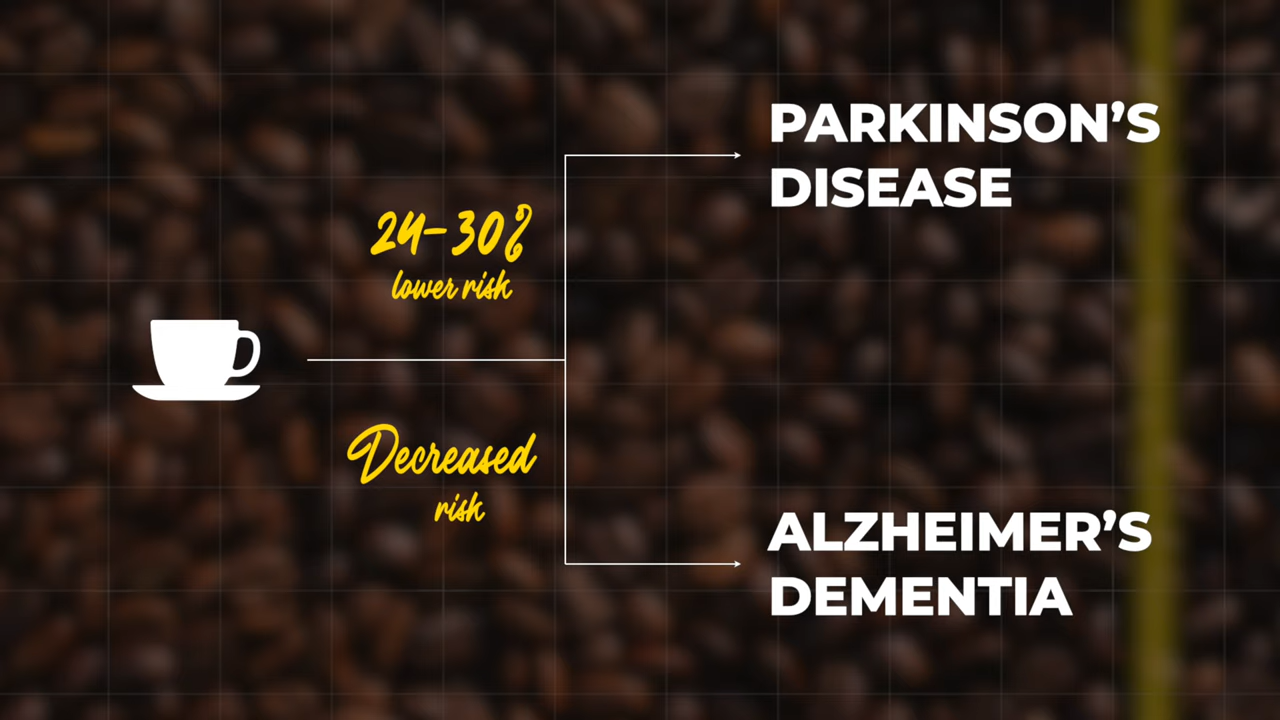 PARKINSON’S
DISEASE
24-30%
lower risk
Decreased
risk
ALZHEIMER’S
DEMENTIA